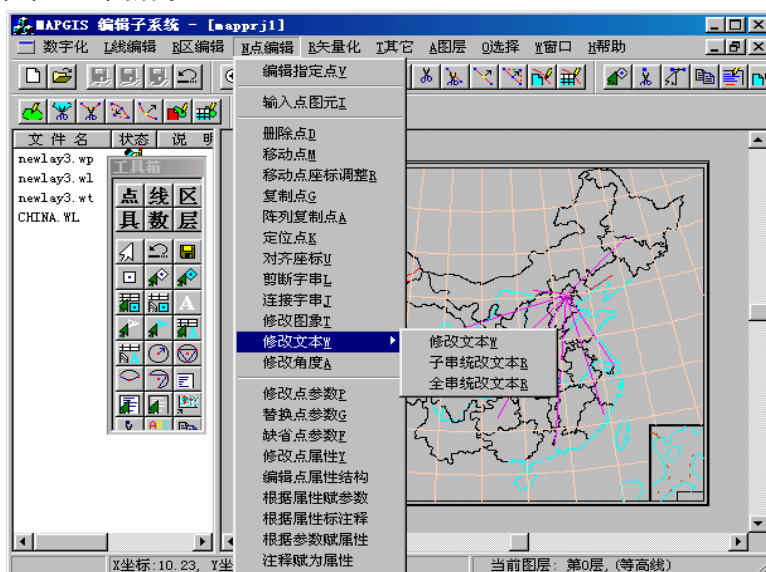 MAPGIS 编辑子系统 - [mapprj1]
数字化 L线编辑 R区编辑 N点编辑 B矢量化 T其它 A图层 O选择 W窗口 H帮助
编辑指定点V
输入点图元I
删除点D
移动点M
移动点座标调整R
复制点G
阵列复制点A
定位点K
对齐座标U
剪断字串L
连接字串J
修改图象T
修改文本W
修改角度A
修改点参数P
替换点参数G
缺省点参数F
修改点属性Y
编辑点属性结构
根据属性赋参数
根据属性标注释
根据参数赋属性
注释赋为属性
修改文本W
子串统改文本R
全串统改文本R
文件名 状态 说 明
newlay3.wp
newlay3.wl
newlay3.wt
CHINA.WL
工具箱
点 线 区
具 数 层
X坐标:10.23, Y坐
当前图层: 第0层,(等高线)